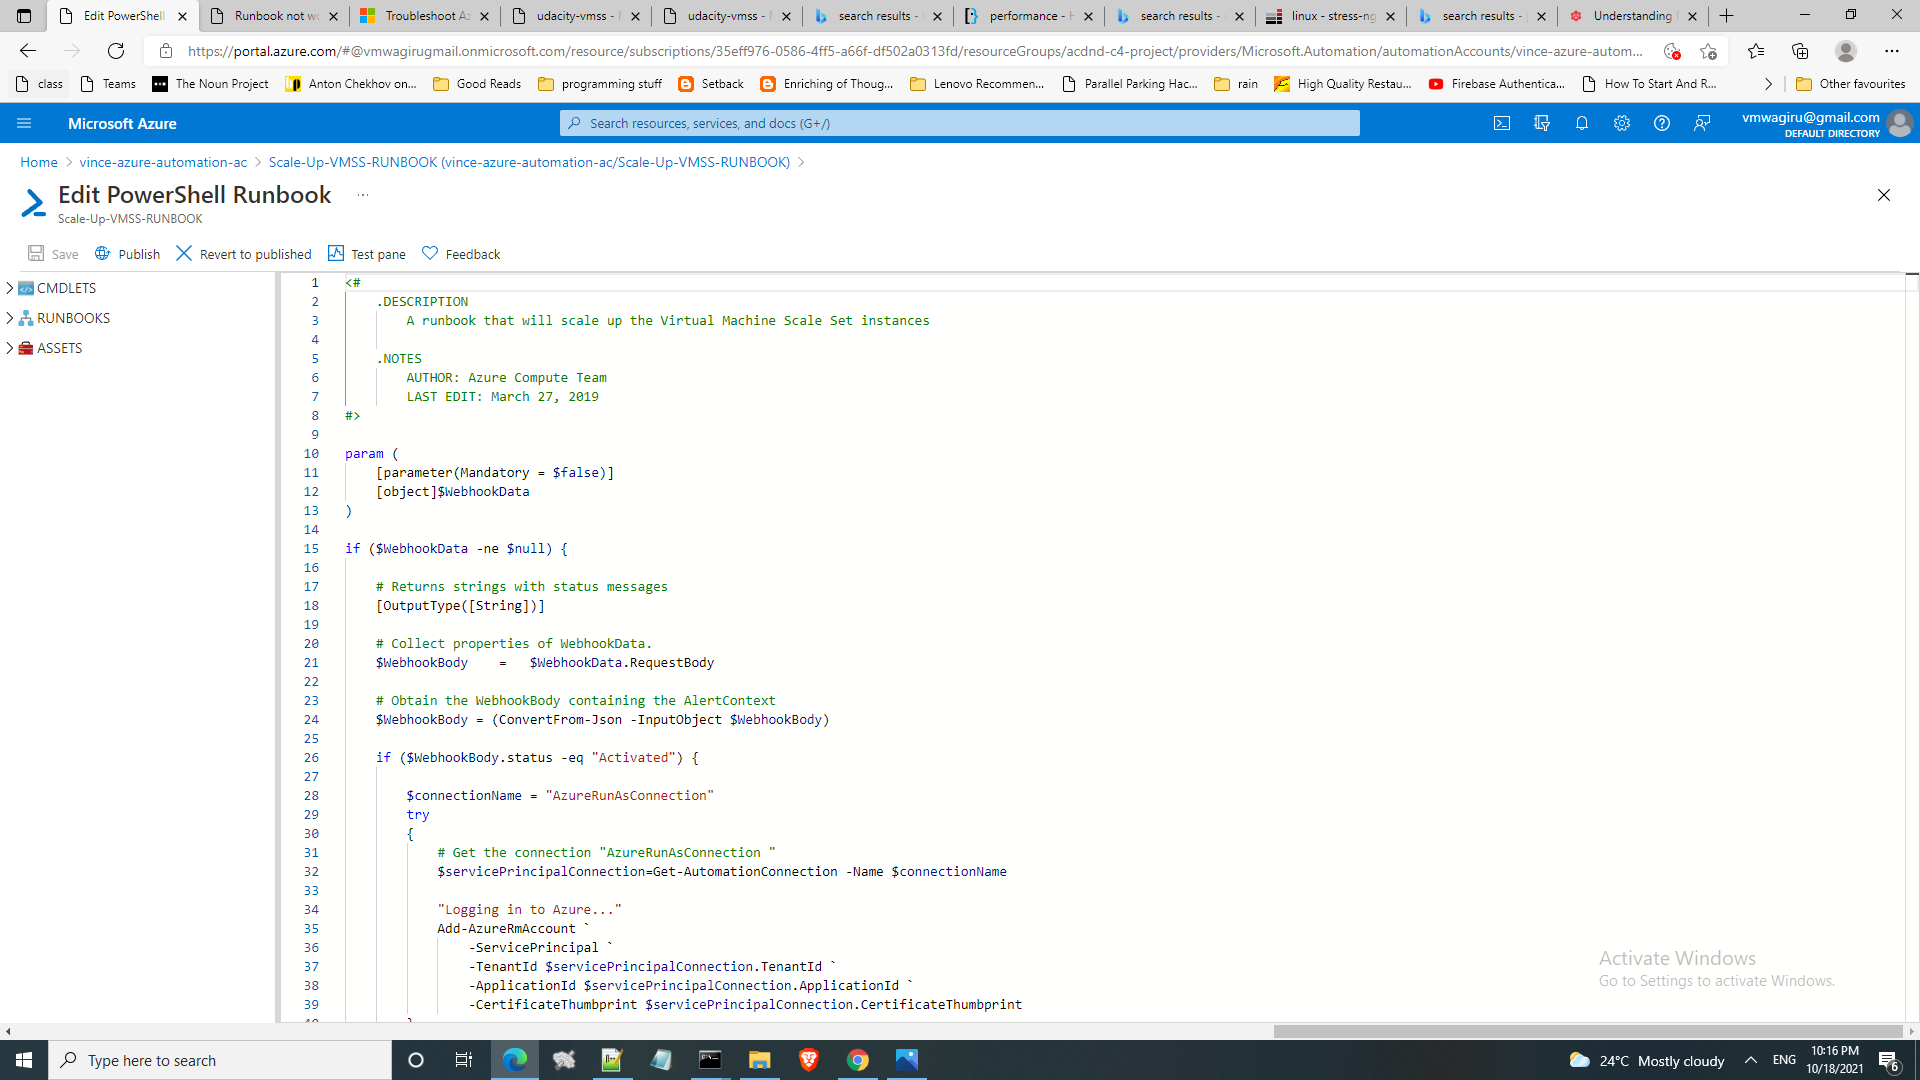 Edit PowerShell
Runbook not w
Troubleshoot Az
udacity-vmss -
udacity-vmss -
search results -
performance -
search results -
linux - stress-ng
search results -
Understanding
https://portal.azure.com/#@vmwagirugmail.onmicrosoft.com/resource/subscriptions/35eff976-0586-4ff5-a66f-df502a0313fd/resourceGroups/acdnd-c4-project/providers/Microsoft.Automation/automationAccounts/vince-azure-autom...
class
Teams
The Noun Project
Anton Chekhov on...
Good Reads
programming stuff
Setback
Enriching of Thoug...
Lenovo Recommen...
Parallel Parking Hac...
rain
High Quality Restau...
Firebase Authentica...
How To Start And R...
Other favourites
Microsoft Azure
Search resources, services, and docs (G+/)
vmwagiru@gmail.com
DEFAULT DIRECTORY
Home > vince-azure-automation-ac > Scale-Up-VMSS-RUNBOOK (vince-azure-automation-ac/Scale-Up-VMSS-RUNBOOK) >
Edit PowerShell Runbook ...
Scale-Up-VMSS-RUNBOOK
Save
Publish
Revert to published
Test pane
Feedback
CMDLETS
RUNBOOKS
ASSETS
1 <#
2 .DESCRIPTION
3 A runbook that will scale up the Virtual Machine Scale Set instances
4
5 .NOTES
6 AUTHOR: Azure Compute Team
7 LAST EDIT: March 27, 2019
8 #>
9
10 param (
11 [parameter(Mandatory = $false)]
12 [object]$WebhookData
13 )
14
15 if ($WebhookData -ne $null) {
16
17 # Returns strings with status messages
18 [OutputType([String])]
19
20 # Collect properties of WebhookData.
21 $WebhookBody    =   $WebhookData.RequestBody
22
23 # Obtain the WebhookBody containing the AlertContext
24 $WebhookBody = (ConvertFrom-Json -InputObject $WebhookBody)
25
26 if ($WebhookBody.status -eq "Activated") {
27
28 $connectionName = "AzureRunAsConnection"
29 try
30 {
31 # Get the connection "AzureRunAsConnection "
32 $servicePrincipalConnection=Get-AutomationConnection -Name $connectionName
33
34 "Logging in to Azure..."
35 Add-AzureRmAccount `
36 -ServicePrincipal `
37 -TenantId $servicePrincipalConnection.TenantId `
38 -ApplicationId $servicePrincipalConnection.ApplicationId `
39 -CertificateThumbprint $servicePrincipalConnection.CertificateThumbprint
Activate Windows
Go to Settings to activate Windows.
Type here to search
24°C Mostly cloudy
ENG
10:16 PM
10/18/2021
6